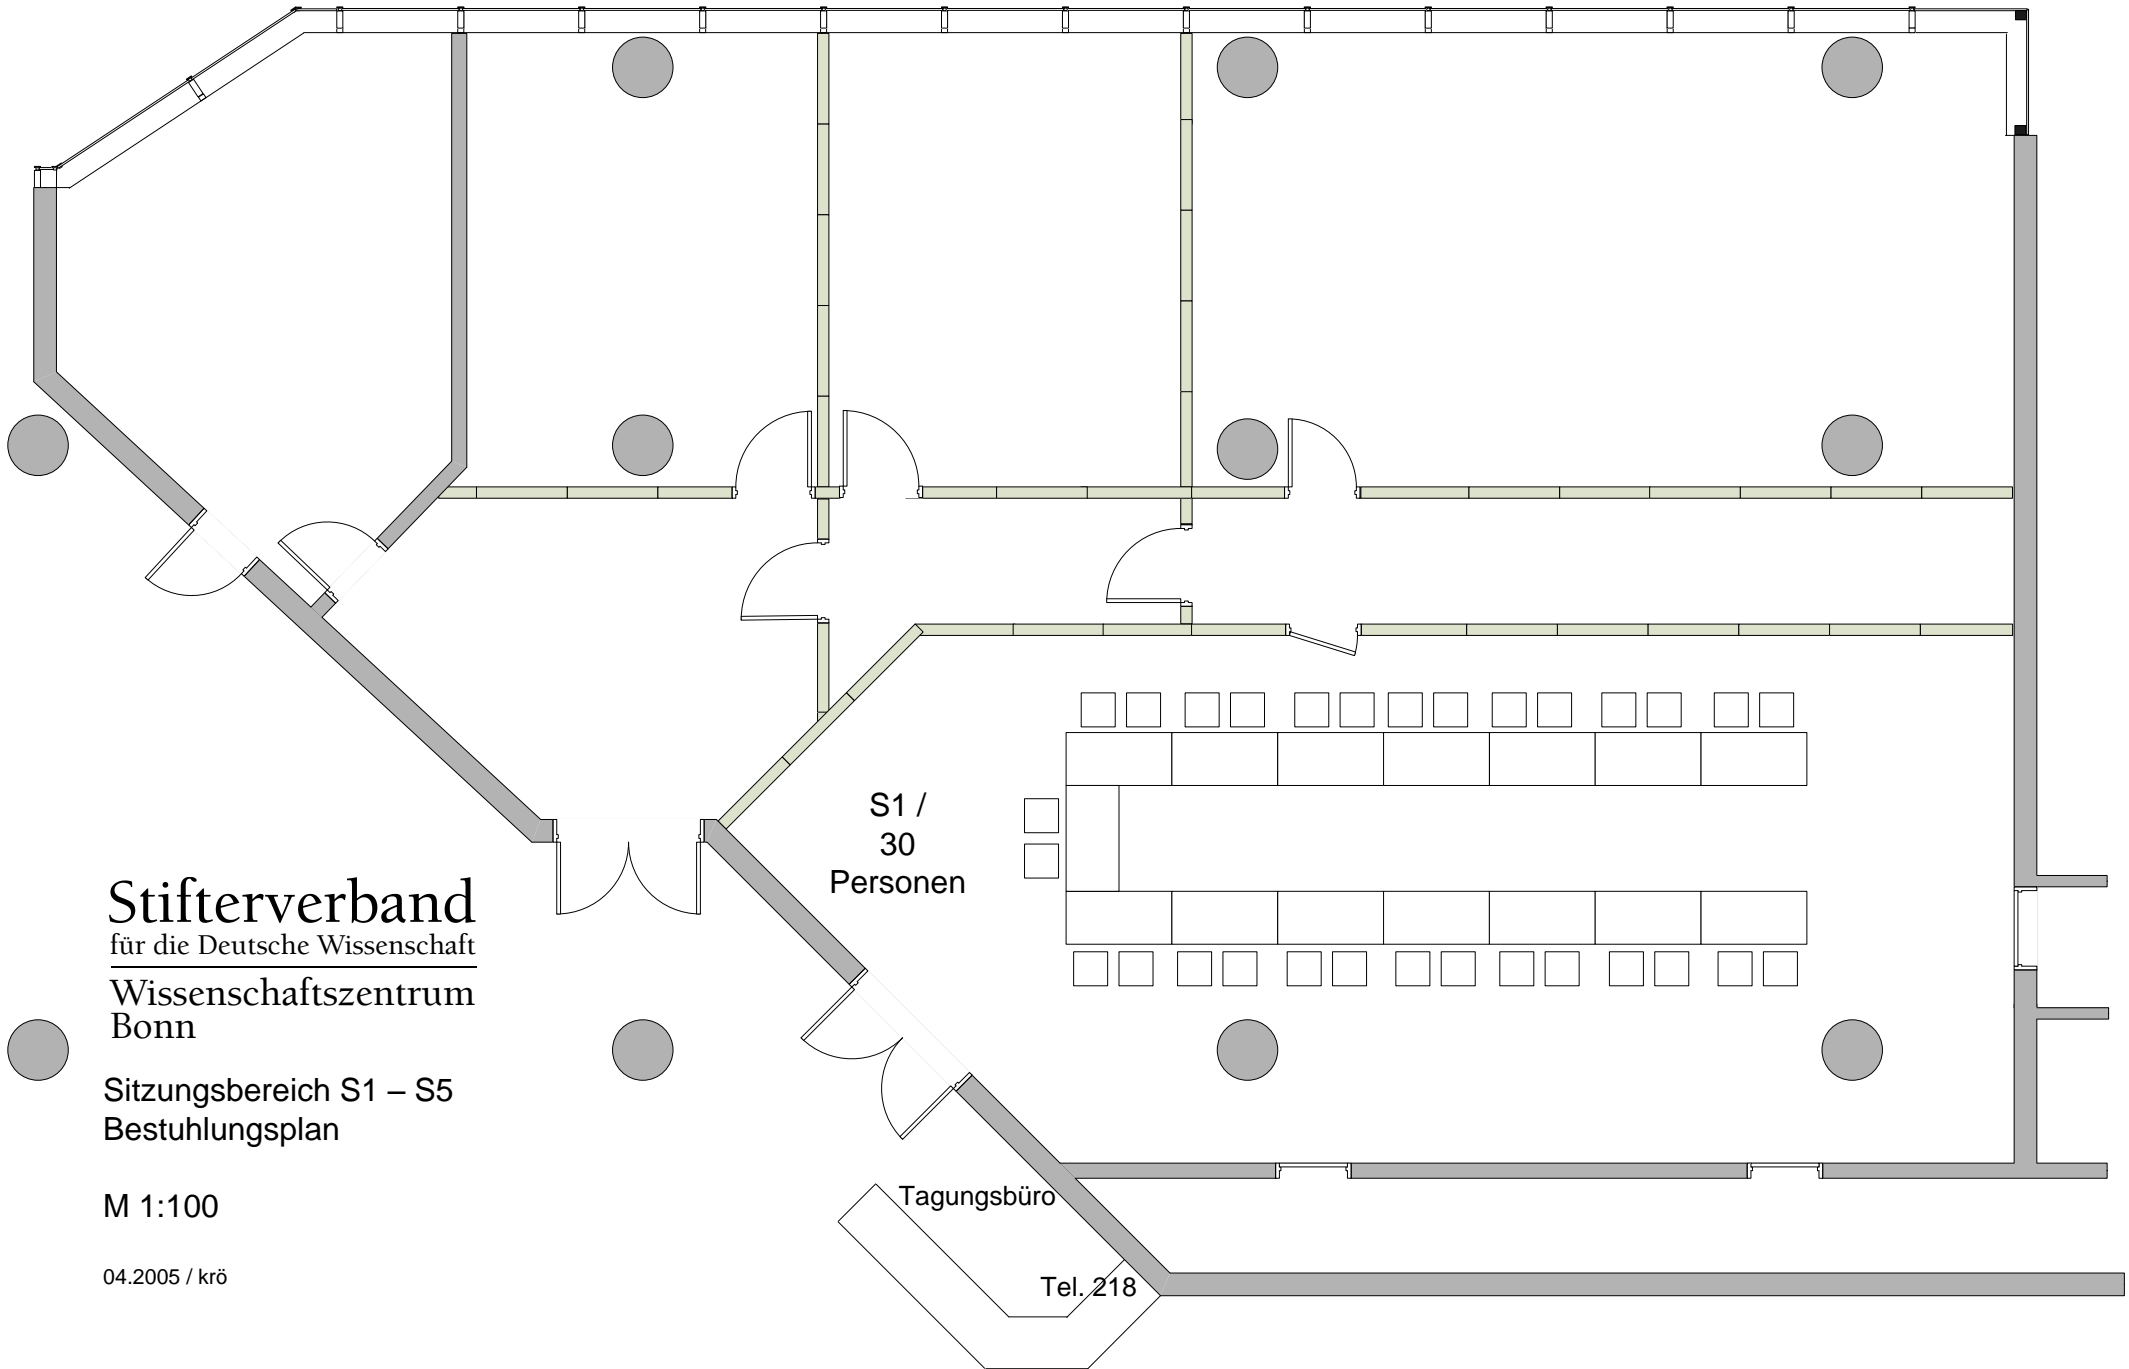 S1 /
30
Personen
Stifterverband
für die Deutsche Wissenschaft
Wissenschaftszentrum
Bonn
Sitzungsbereich S1 – S5
Bestuhlungsplan
M 1:100
04.2005 / krö
Tagungsbüro
Tel. 218